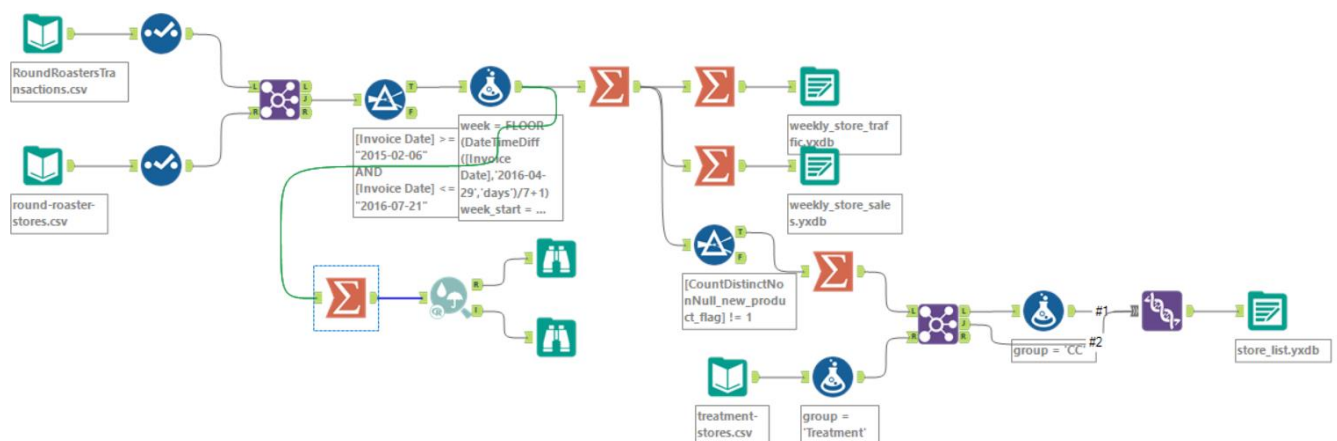 RoundRoastersTra
nsactions.csv
L
R
L
J
R
T
F
[Invoice Date] >=
"2015-02-06"
AND
[Invoice Date] <=
"2016-07-21"
week = FLOOR
(DateTimeDiff
([Invoice
Date],'2016-04-
29','days')/7+1)
week_start = ...
weekly_store_traf
fic.yxdb
round-roaster-
stores.csv
weekly_store_sale
s.yxdb
T
F
[CountDistinctNo
nNull_new_produ
ct_flag] != 1
R
I
L
R
L
J
R
#1
#2
group = 'CC'
store_list.yxdb
treatment-
stores.csv
group =
'Treatment'